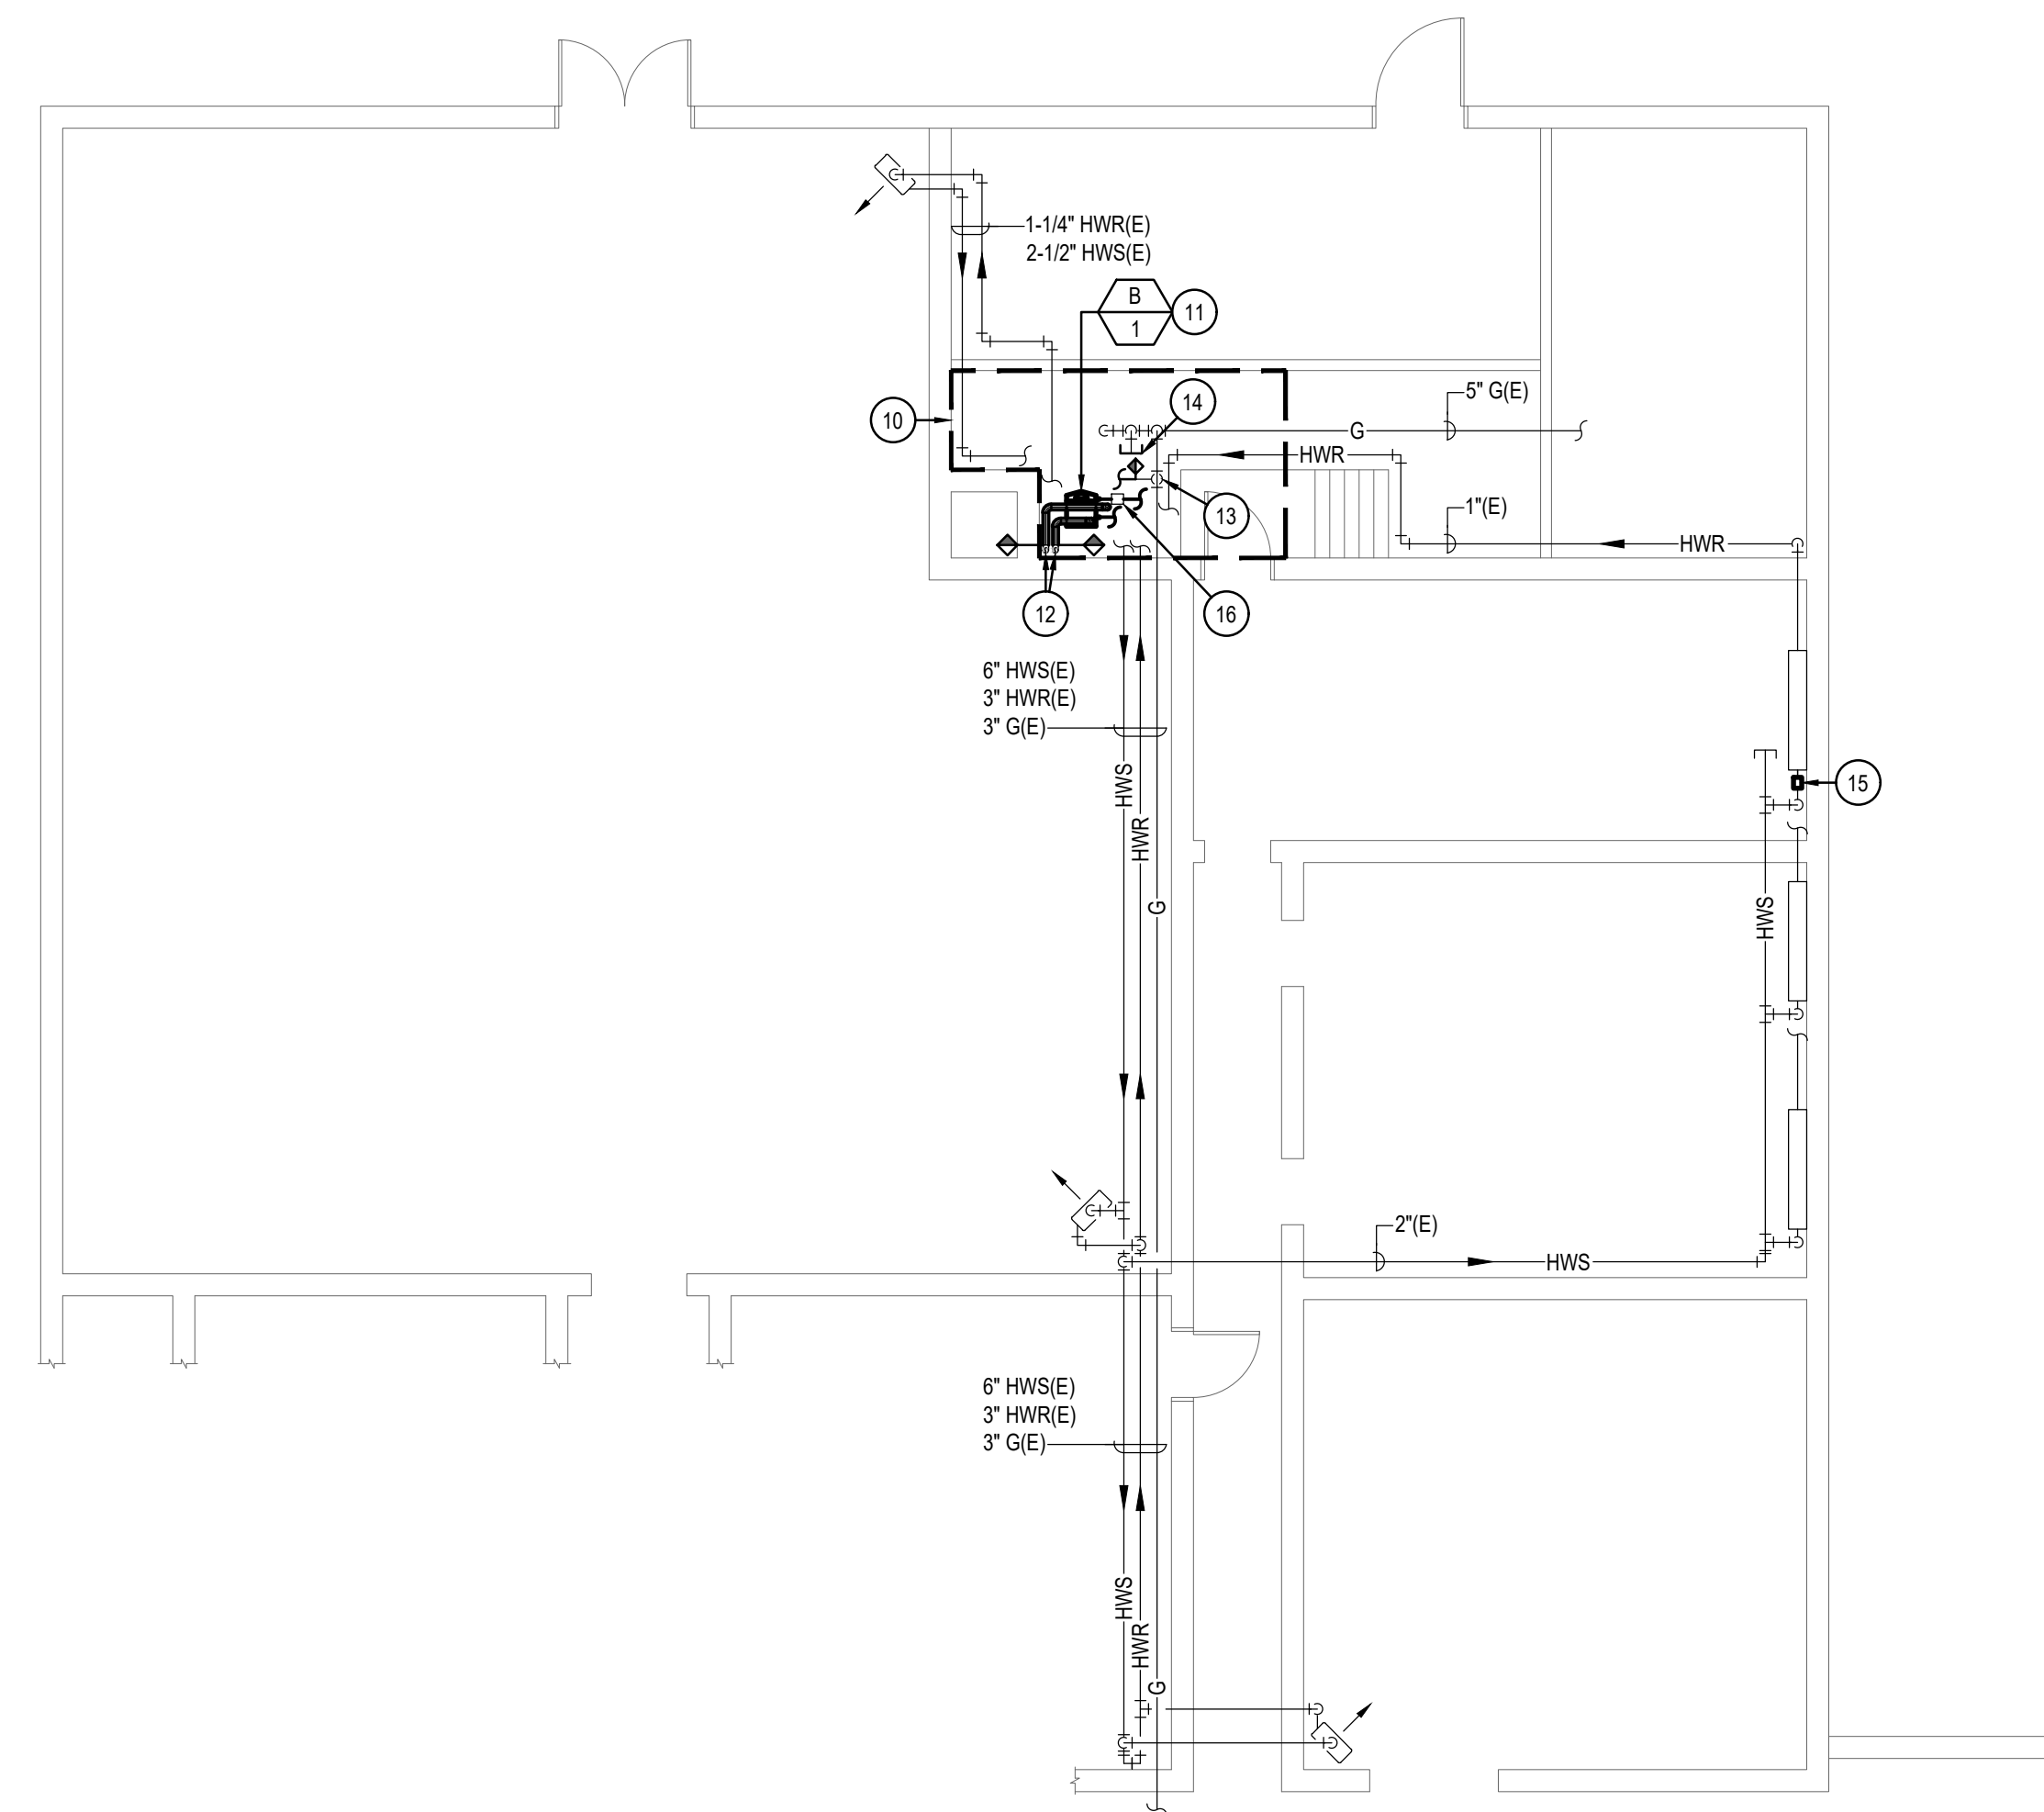 1-1/4" HWR(E)
2-1/2" HWS(E)
B
1
11
14
10
5" G(E)
G
HWR
1"(E)
13
HWR
12
16
6" HWS(E)
3" HWR(E)
3" G(E)
15
HWS
HWR
G
HWS
2"(E)
HWS
6" HWS(E)
3" HWR(E)
3" G(E)
HWS
HWR
G